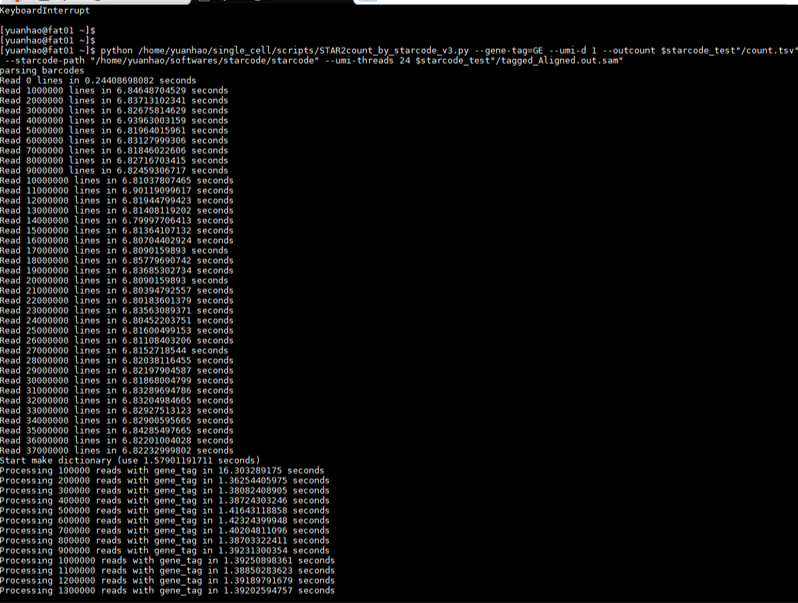 KeyboardInterrupt
[yuanhao@fat01 ~]$
[yuanhao@fat01 ~]$
[yuanhao@fat01 ~]$ python /home/yuanhao/single_cell/scripts/STAR2count_by_starcode_v3.py --gene-tag=GE --umi-d 1 --outcount $starcode_test"/count.tsv"
--starcode-path "/home/yuanhao/softwares/starcode/starcode" --umi-threads 24 $starcode_test"/tagged_Aligned.out.sam"
parsing barcodes
Read 0 lines in 0.24408698082 seconds
Read 1000000 lines in 6.84648704529 seconds
Read 2000000 lines in 6.83713102341 seconds
Read 3000000 lines in 6.82675814629 seconds
Read 4000000 lines in 6.93963003159 seconds
Read 5000000 lines in 6.81964015961 seconds
Read 6000000 lines in 6.83127999306 seconds
Read 7000000 lines in 6.81846022606 seconds
Read 8000000 lines in 6.82716703415 seconds
Read 9000000 lines in 6.82459306717 seconds
Read 10000000 lines in 6.81037807465 seconds
Read 11000000 lines in 6.90119099617 seconds
Read 12000000 lines in 6.81944799423 seconds
Read 13000000 lines in 6.81408119202 seconds
Read 14000000 lines in 6.79997706413 seconds
Read 15000000 lines in 6.81364107132 seconds
Read 16000000 lines in 6.80704402924 seconds
Read 17000000 lines in 6.8090159893 seconds
Read 18000000 lines in 6.85779690742 seconds
Read 19000000 lines in 6.83685302734 seconds
Read 20000000 lines in 6.8090159893 seconds
Read 21000000 lines in 6.80394792557 seconds
Read 22000000 lines in 6.80183601379 seconds
Read 23000000 lines in 6.83563089371 seconds
Read 24000000 lines in 6.80452203751 seconds
Read 25000000 lines in 6.81600499153 seconds
Read 26000000 lines in 6.81108403206 seconds
Read 27000000 lines in 6.8152718544 seconds
Read 28000000 lines in 6.82038116455 seconds
Read 29000000 lines in 6.82197904587 seconds
Read 30000000 lines in 6.81868004799 seconds
Read 31000000 lines in 6.83289694786 seconds
Read 32000000 lines in 6.83204984665 seconds
Read 33000000 lines in 6.82927513123 seconds
Read 34000000 lines in 6.82900595665 seconds
Read 35000000 lines in 6.84285497665 seconds
Read 36000000 lines in 6.82201004028 seconds
Read 37000000 lines in 6.82232999802 seconds
Start make dictionary (use 1.57901191711 seconds)
Processing 100000 reads with gene_tag in 16.303289175 seconds
Processing 200000 reads with gene_tag in 1.36254405975 seconds
Processing 300000 reads with gene_tag in 1.38082408905 seconds
Processing 400000 reads with gene_tag in 1.38724303246 seconds
Processing 500000 reads with gene_tag in 1.41643118858 seconds
Processing 600000 reads with gene_tag in 1.42324399948 seconds
Processing 700000 reads with gene_tag in 1.40204811096 seconds
Processing 800000 reads with gene_tag in 1.38703322411 seconds
Processing 900000 reads with gene_tag in 1.39231300354 seconds
Processing 1000000 reads with gene_tag in 1.39250898361 seconds
Processing 1100000 reads with gene_tag in 1.38850283623 seconds
Processing 1200000 reads with gene_tag in 1.39189791679 seconds
Processing 1300000 reads with gene_tag in 1.39202594757 seconds